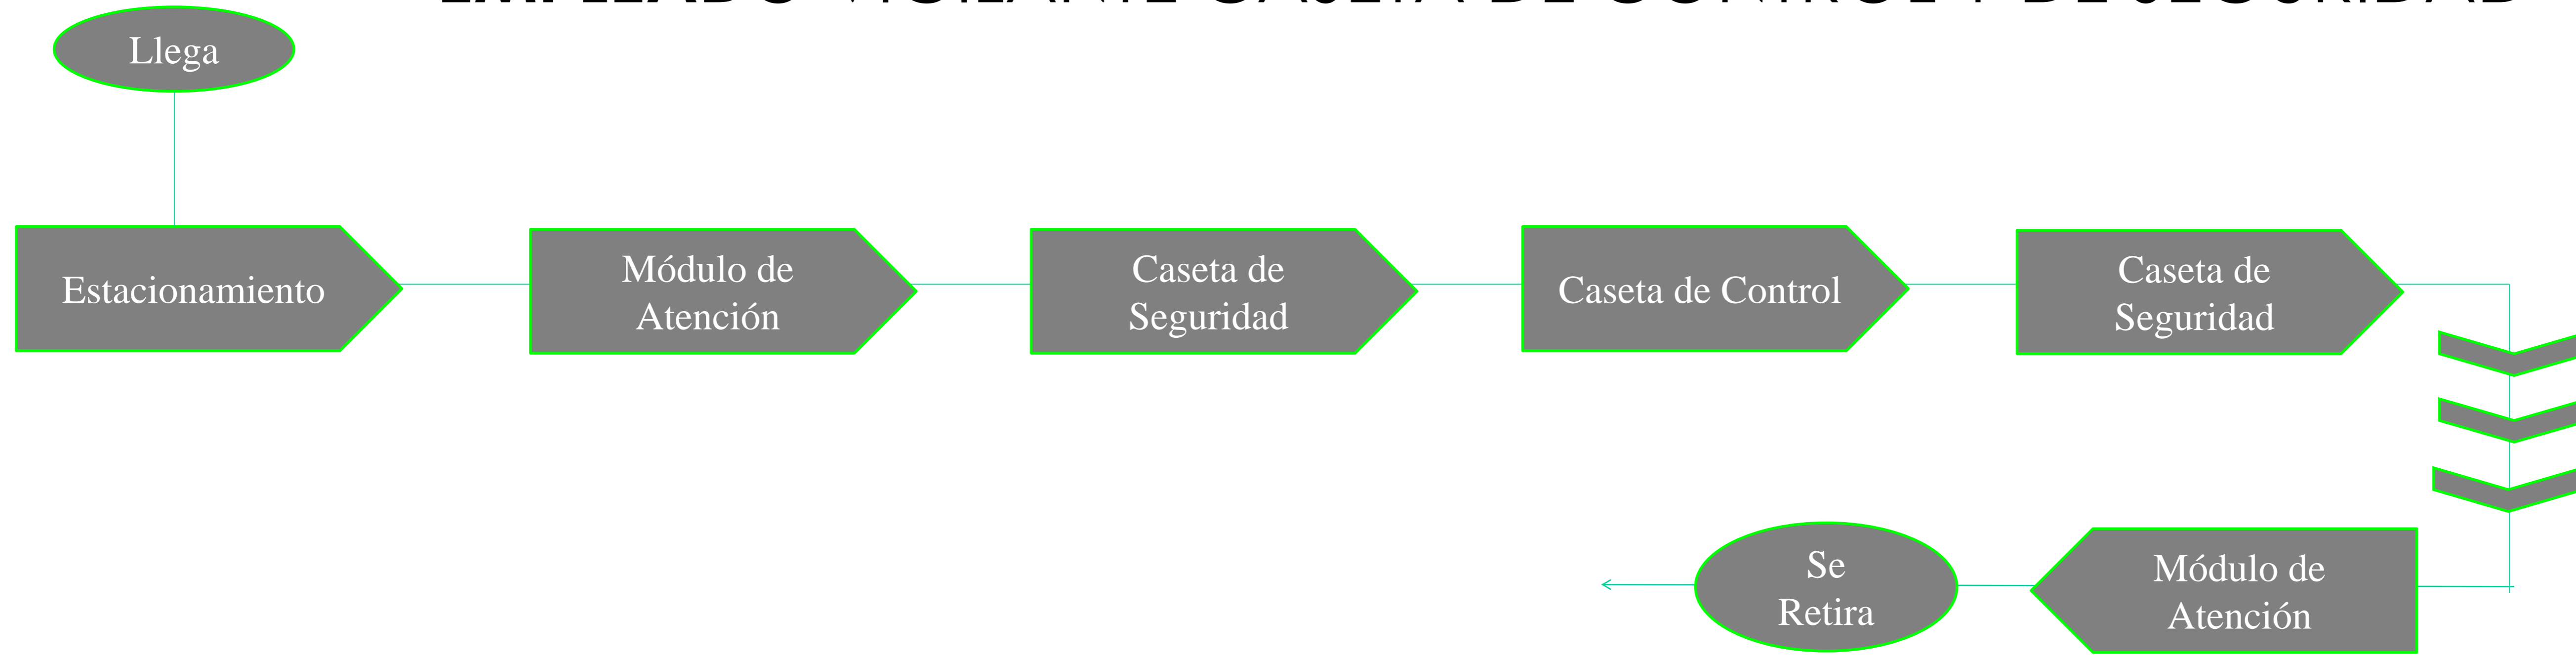 Llega
Estacionamiento
Módulo de
Atención
Caseta de
Seguridad
Caseta de Control
Caseta de
Seguridad
Se
Retira
Módulo de
Atención